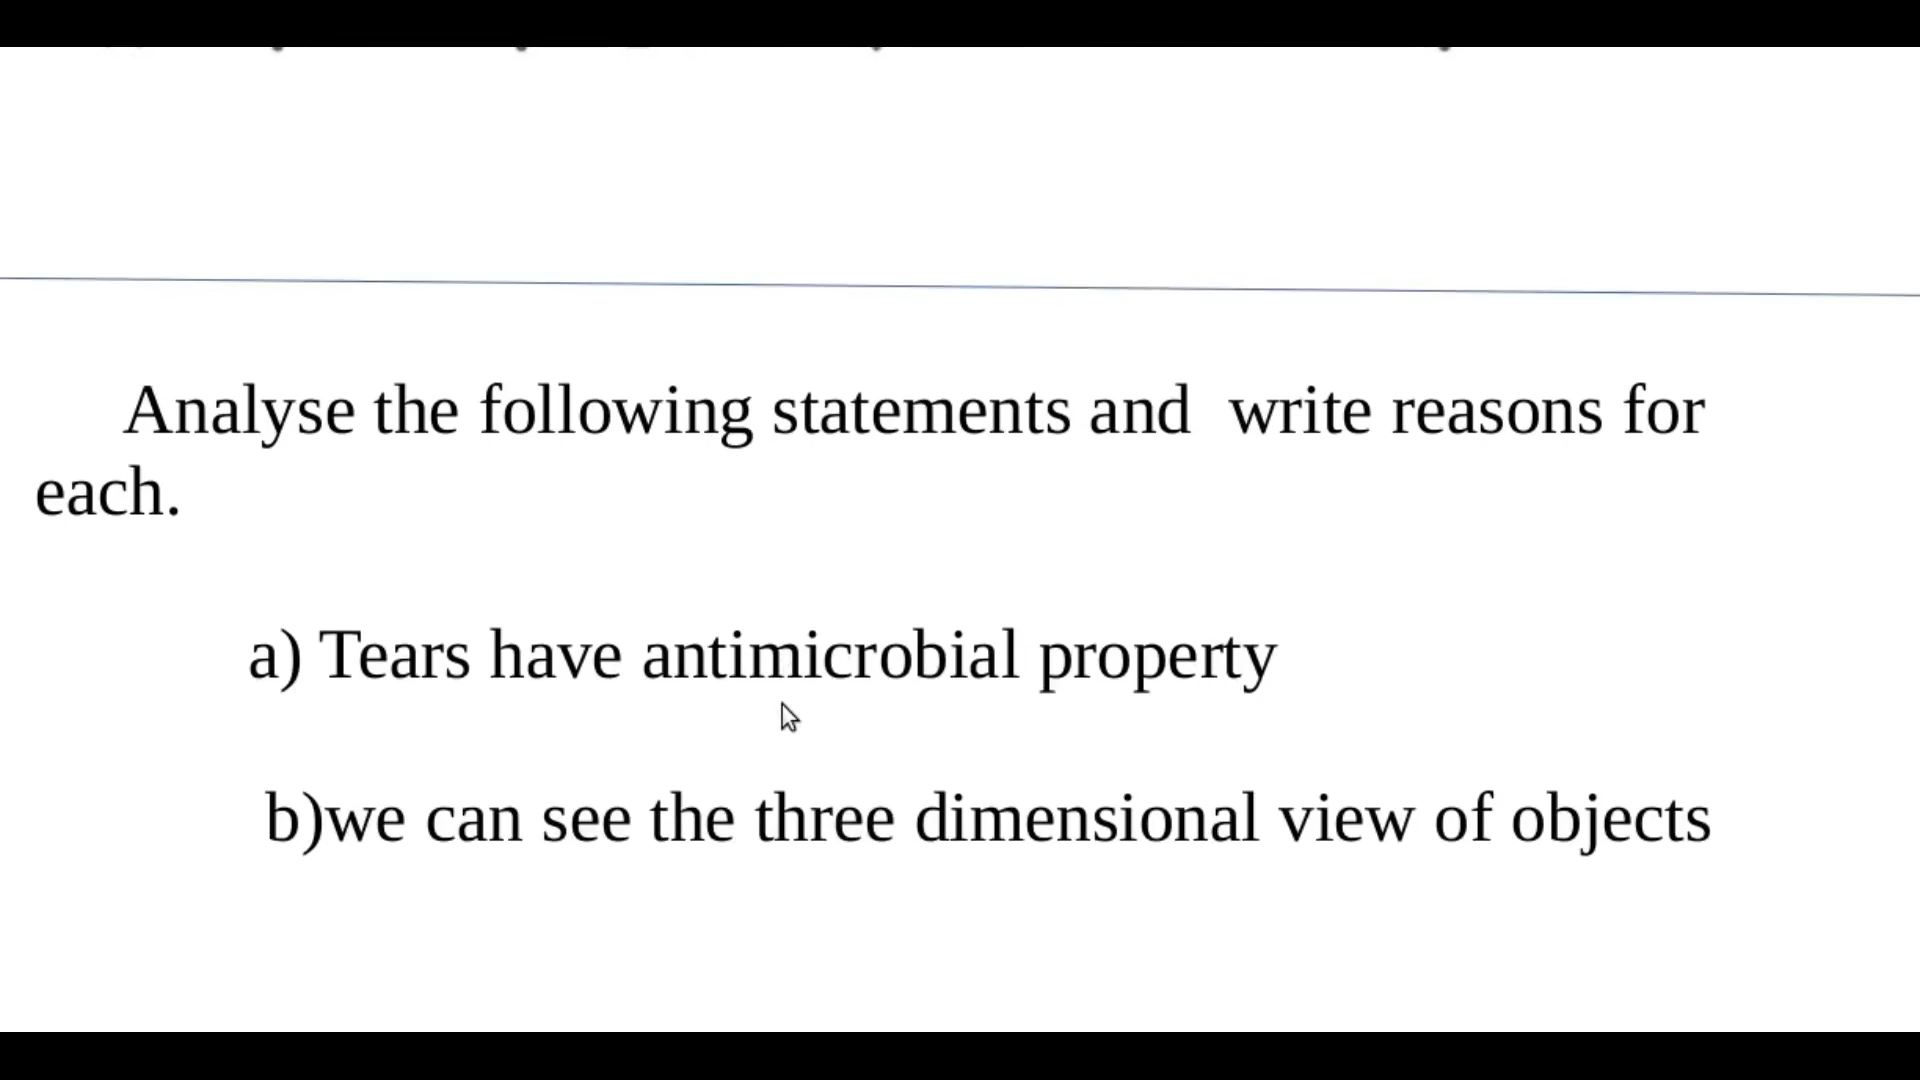 Analyse the following statements and write reasons for
each.
a) Tears have antimicrobial property
b)we can see the three dimensional view of objects